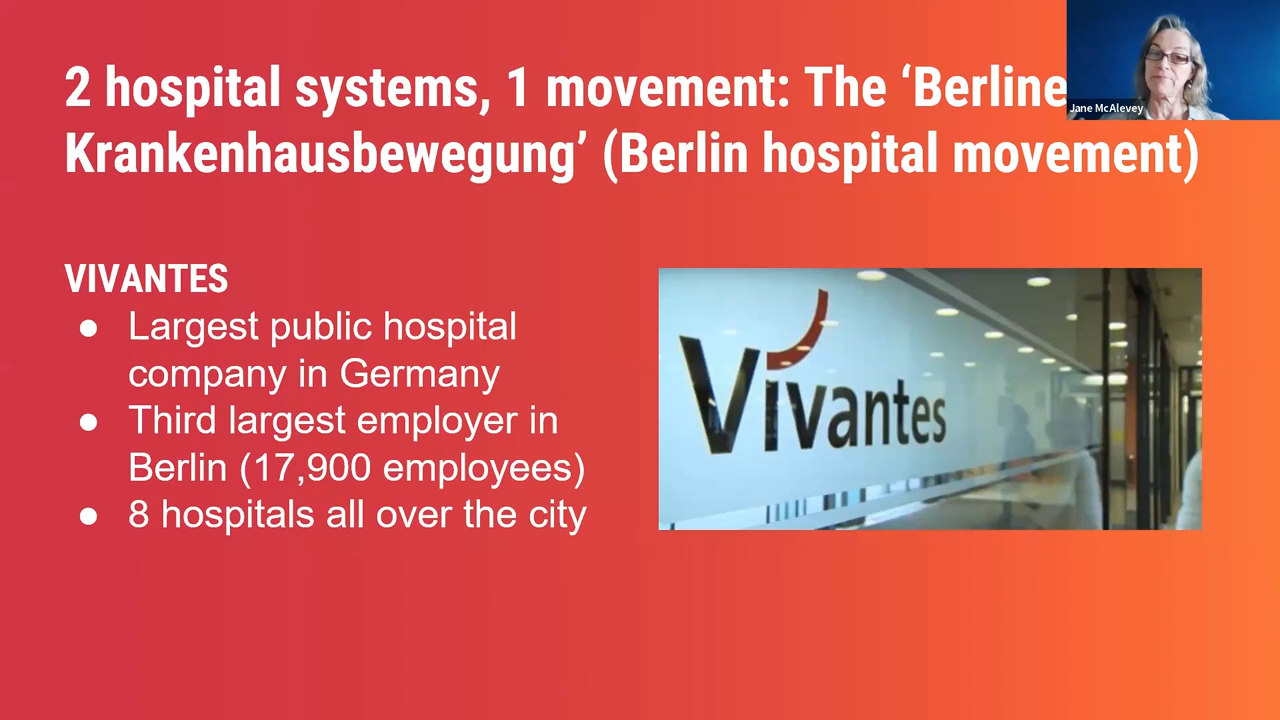 2 hospital systems, 1 movement: The ‘Berline
Jane McAlevey
Krankenhausbewegung’ (Berlin hospital movement)
VIVANTES
● Largest public hospital
company in Germany
● Third largest employer in
Berlin (17,900 employees)
● 8 hospitals all over the city
Vivantes